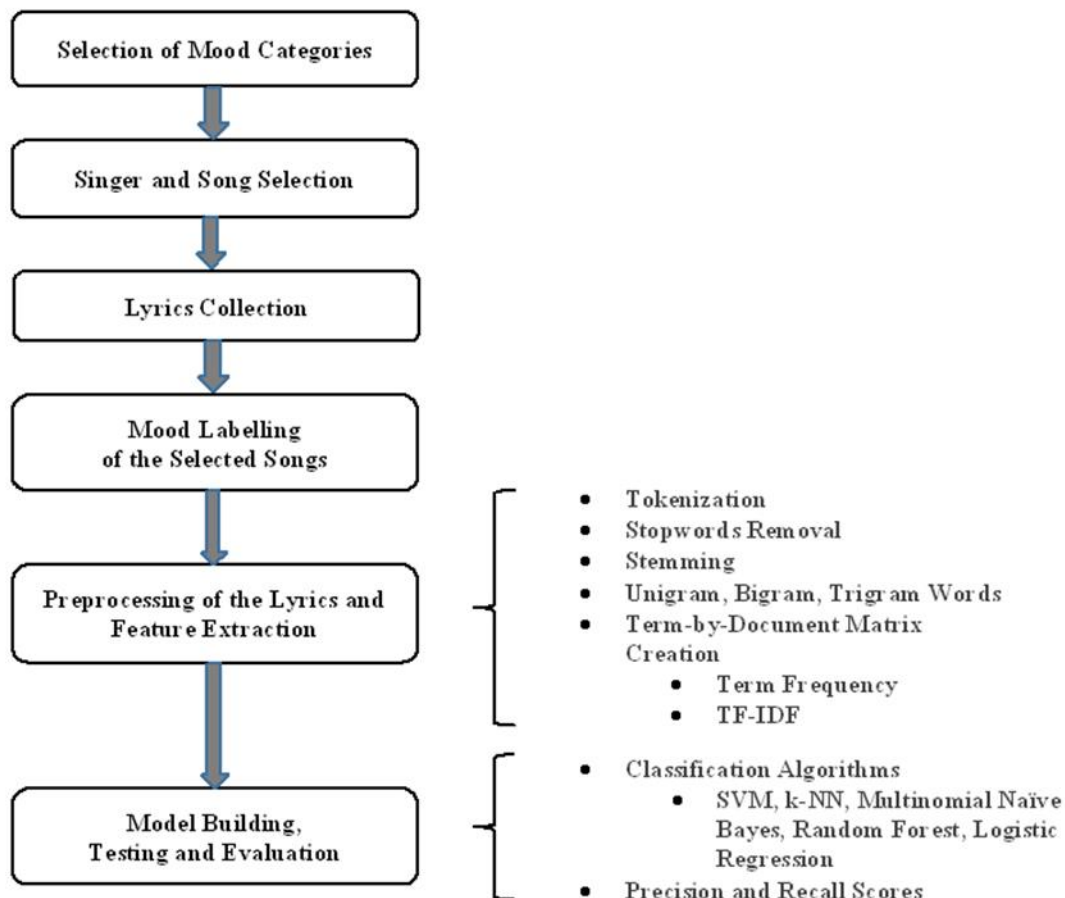 Selection of Mood Categories
Singer and Song Selection
Lyrics Collection
Mood Labelling
of the Selected Songs
Preprocessing of the Lyrics and
Feature Extraction
• Tokenization
• Stopwords Removal
• Stemming
• Unigram, Bigram, Trigram Words
• Term-by-Document Matrix
Creation
• Term Frequency
• TF-IDF
Model Building,
Testing and Evaluation
• Classification Algorithms
• SVM, k-NN, Multinomial Naïve
Bayes, Random Forest, Logistic
Regression
• Precision and Recall Scores